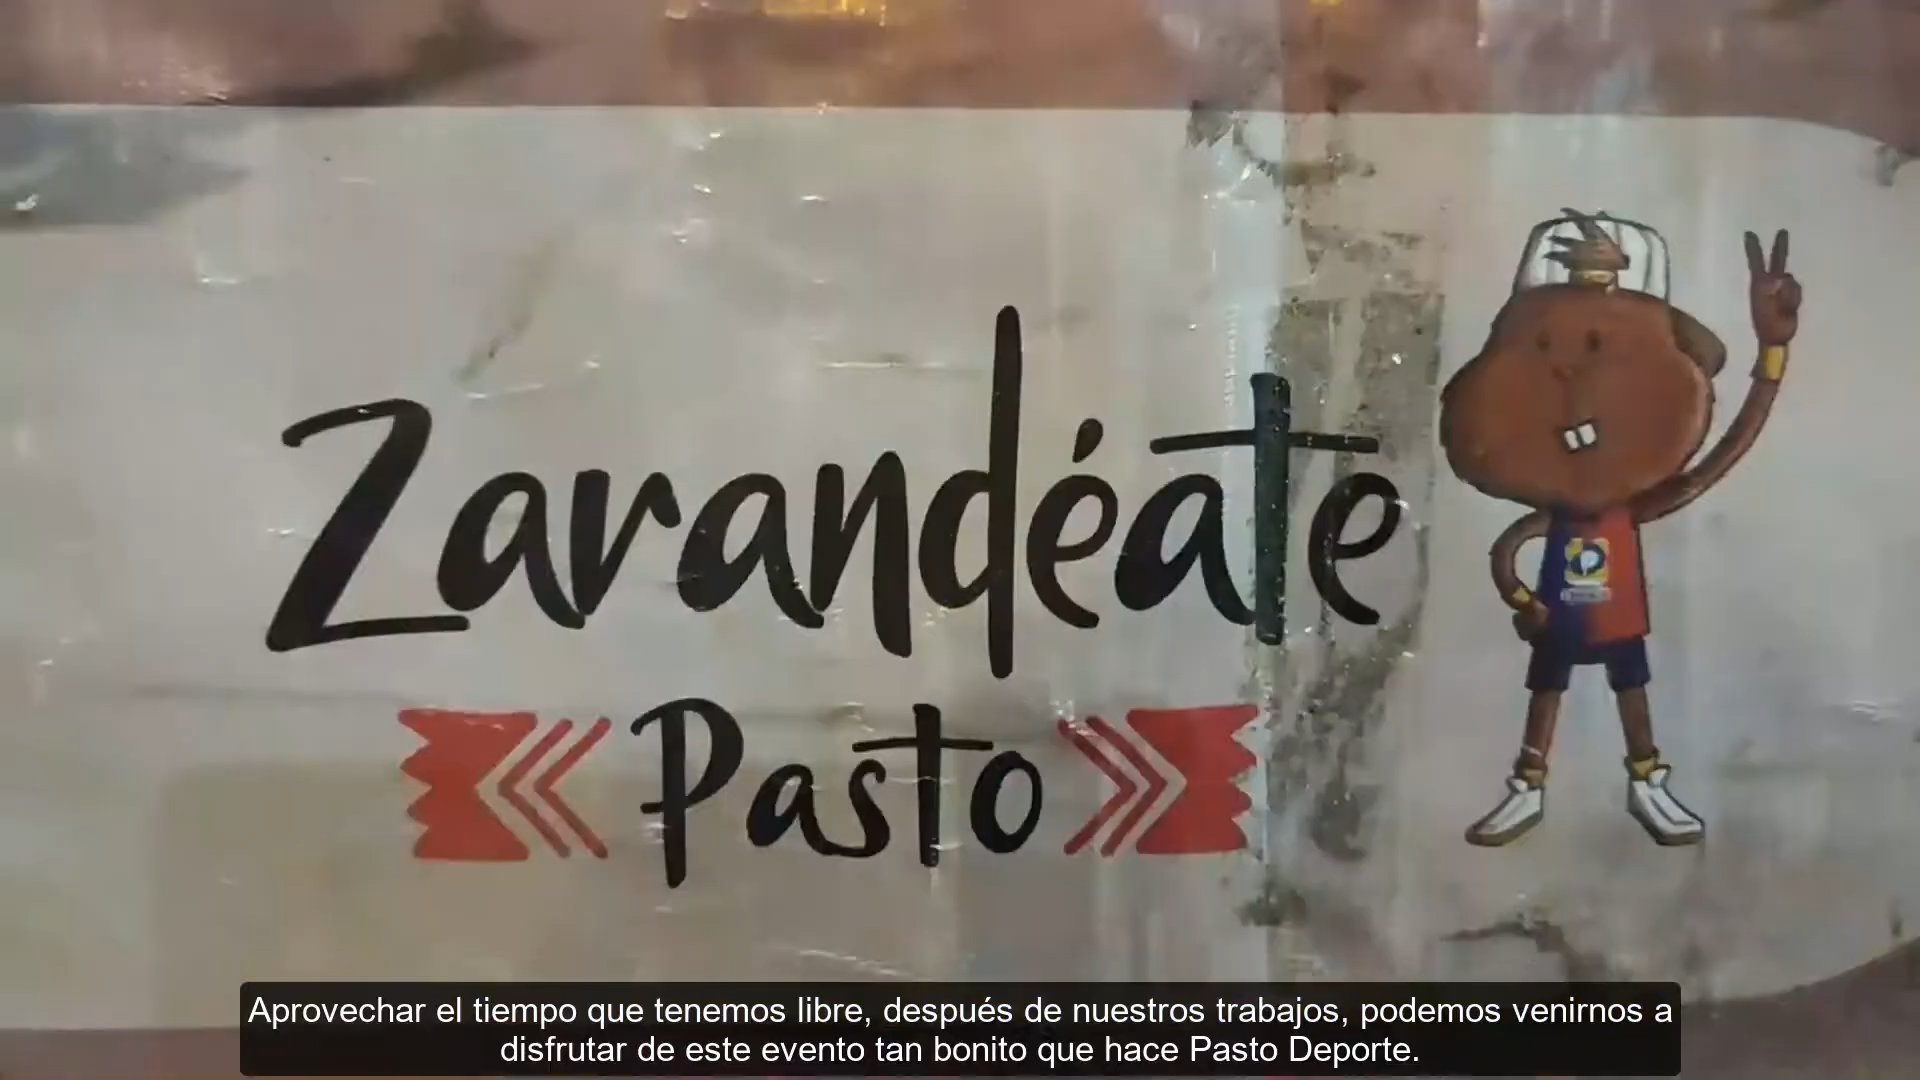 Zarandéate
Pasto
Aprovechar el tiempo que tenemos libre, después de nuestros trabajos, podemos venirnos a
disfrutar de este evento tan bonito que hace Pasto Deporte.